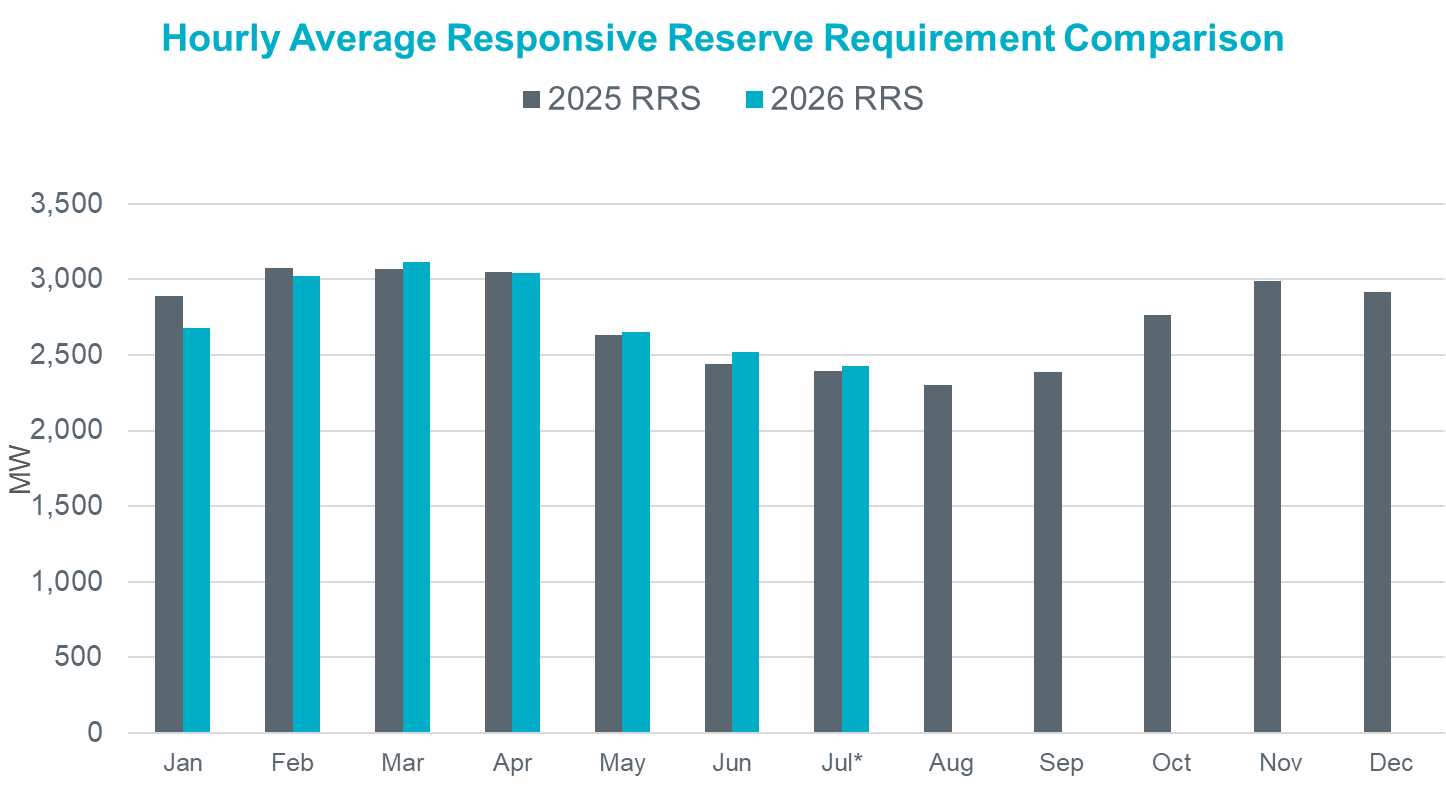 Hourly Average Responsive Reserve Requirement Comparison
2025 RRS 2026 RRS
3,500
3,000
2,500
2,000
MW
1,500
1,000
500
0
Jan Feb Mar Apr May Jun Jul* Aug Sep Oct Nov Dec